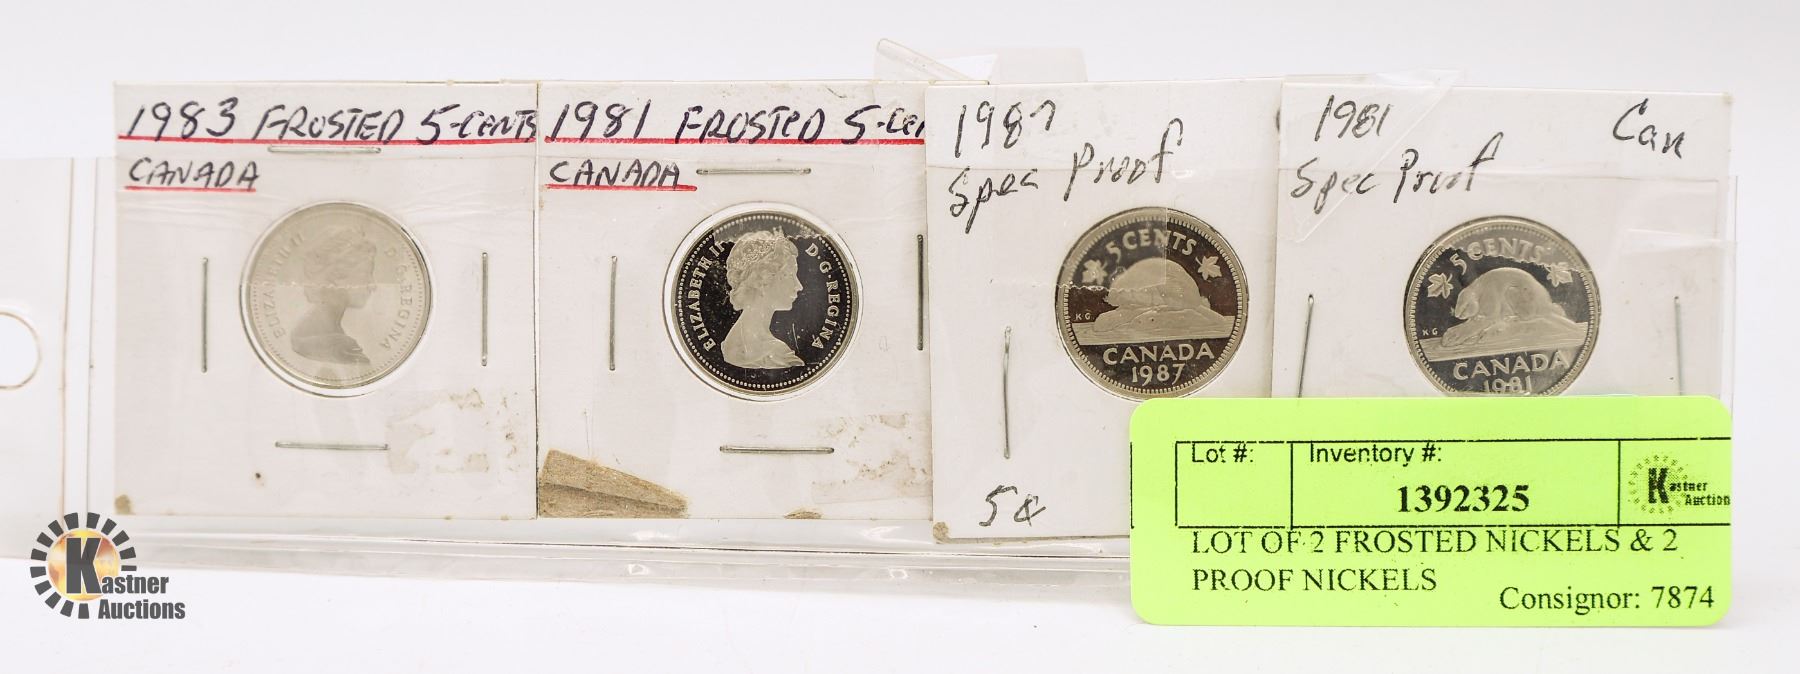 1983 FROSTED 5-CENTS
CANADA
ELIZABETH II D.G. REGINA
1981 FROSTED 5-CEN
CANADA
ELIZABETH II D.G. REGINA
1987
Spec Proof
5 CENTS
KG
CANADA
1987
5¢
1981 Can
Spec Proof
5 CENTS
KG
CANADA
1981
Lot #:
Inventory #:
1392325
Kastner
Auction
LOT OF 2 FROSTED NICKELS & 2
PROOF NICKELS
Consignor: 7874
Kastner
Auctions